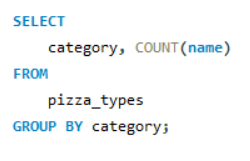 SELECT
category, COUNT(name)
FROM
pizza_types
GROUP BY category;